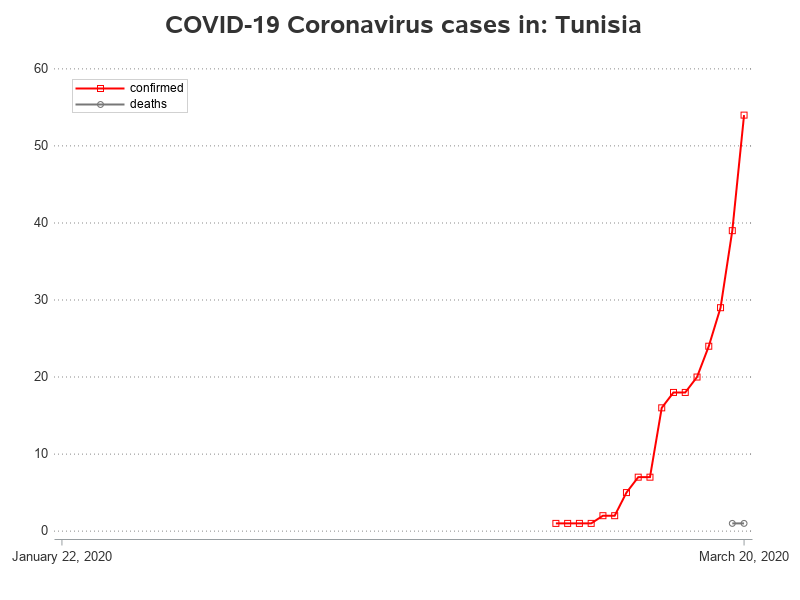 COVID-19 Coronavirus cases in: Tunisia
60
confirmed
deaths
50
40
30
20
10
0
January 22, 2020
March 20, 2020